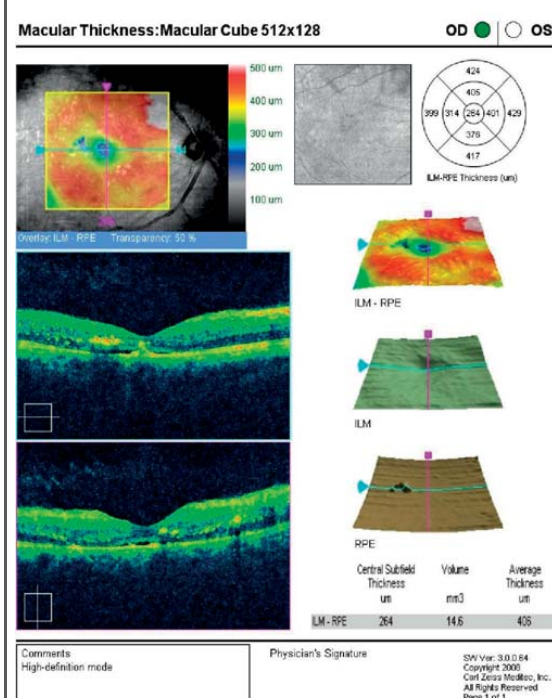 Macular Thickness:Macular Cube 512x128
OD OS
500 um
400 um
300 um
200 um
100 um
Overlay: ILM - RPE Transparency: 50 %
424
405
399 314 264 401 429
376
417
ILM-RPE Thickness (um)
ILM - RPE
ILM
RPE
Central Subfield Thickness um
Volume mm3
Average Thickness um
ILM - RPE 264 14,6 406
Comments
High-definition mode
Physician's Signature
SW Ver: 3.0.0.64
Copyright 2008
Carl Zeiss Meditec, Inc.
All Rights Reserved
Page 1 of 1